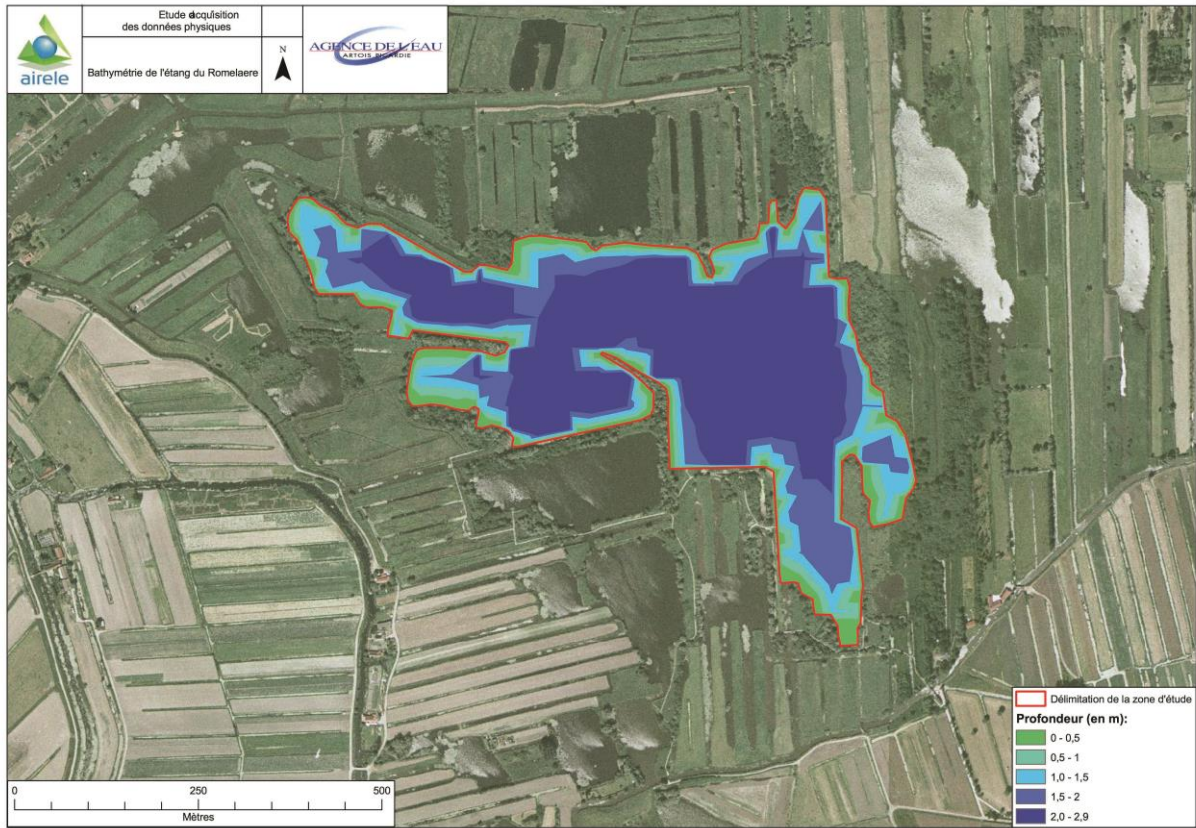 airele
Etude dcquisition
des données physiques
Bathymétrie de l'étang du Romelaere
N
AGENCE DE L'EAU
ARTOIS PICARDIE
Délimitation de la zone d'étude
Profondeur (en m):
0 - 0,5
0,5 - 1
1,0 - 1,5
1,5 - 2
2,0 - 2,9
0 250 500
Mètres